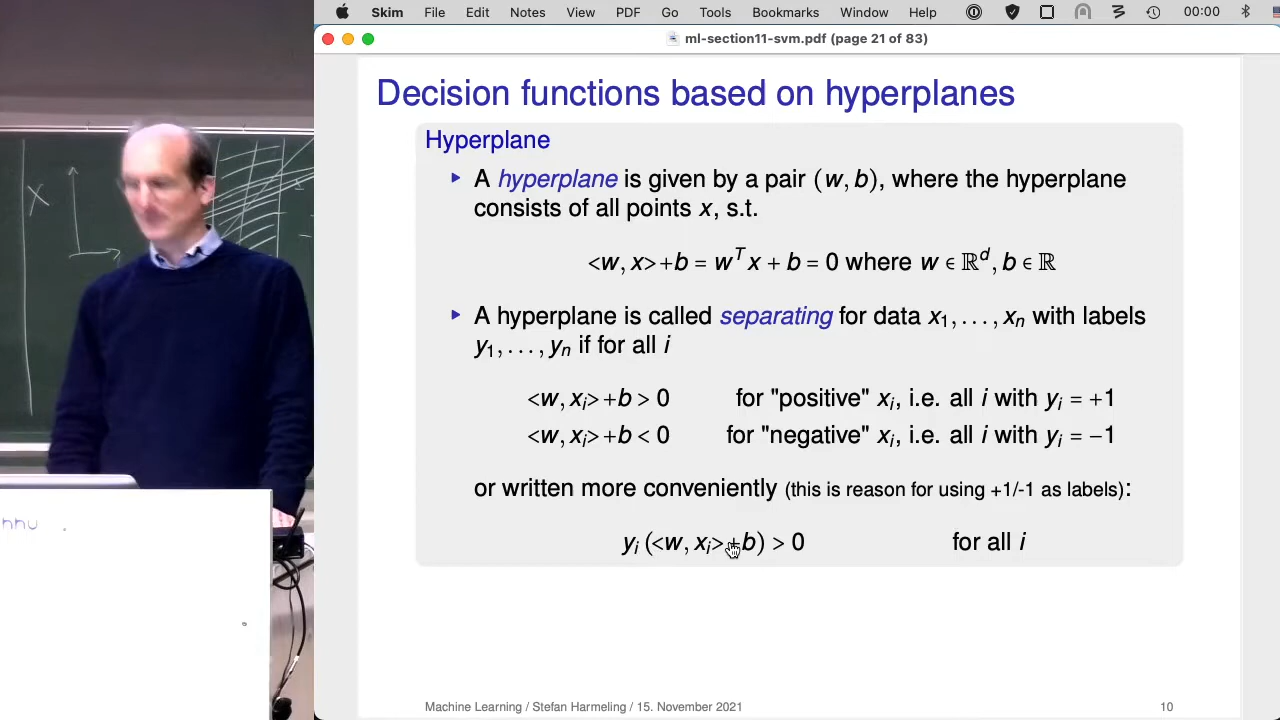 Skim File Edit Notes View PDF Go Tools Bookmarks Window Help 00:00
ml-section11-svm.pdf (page 21 of 83)
Decision functions based on hyperplanes
Hyperplane
A hyperplane is given by a pair (w, b), where the hyperplane
consists of all points x, s.t.
<w, x>+b = wᵀx + b = 0 where w ∈ ℝᵈ, b ∈ ℝ
A hyperplane is called separating for data x₁, . . . , xₙ with labels
y₁, . . . , yₙ if for all i
<w, xᵢ>+b > 0 for "positive" xᵢ, i.e. all i with yᵢ = +1
<w, xᵢ>+b < 0 for "negative" xᵢ, i.e. all i with yᵢ = −1
or written more conveniently (this is reason for using +1/-1 as labels):
yᵢ (<w, xᵢ>+b) > 0 for all i
Machine Learning / Stefan Harmeling / 15. November 2021 10
X